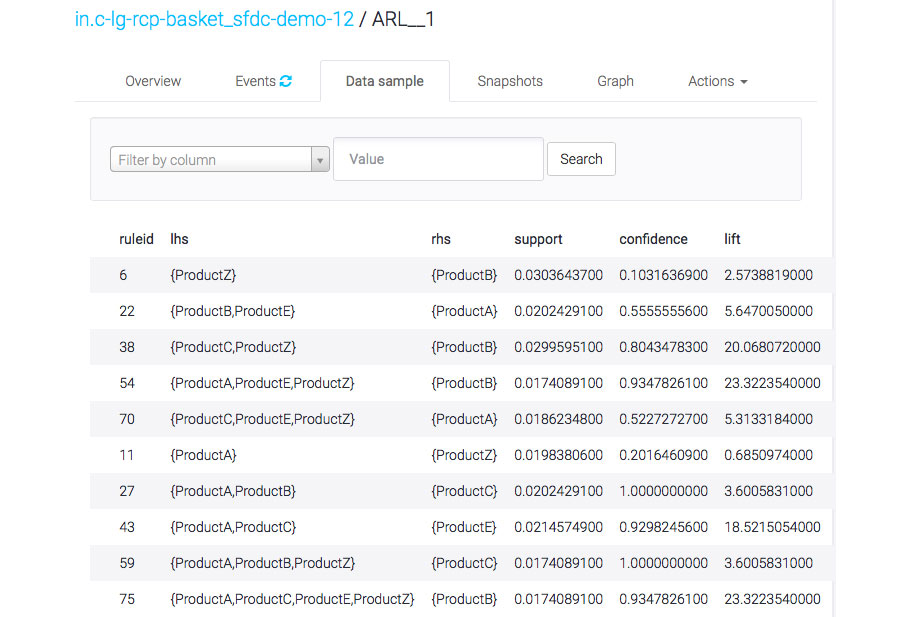 in.c-lg-rcp-basket_sfdc-demo-12 / ARL__1
Overview Events Data sample Snapshots Graph Actions
Filter by column Value Search
ruleid lhs rhs support confidence lift
6 {ProductZ} {ProductB} 0.0303643700 0.1031636900 2.5738819000
22 {ProductB,ProductE} {ProductA} 0.0202429100 0.5555555600 5.6470050000
38 {ProductC,ProductZ} {ProductB} 0.0299595100 0.8043478300 20.0680720000
54 {ProductA,ProductE,ProductZ} {ProductB} 0.0174089100 0.9347826100 23.3223540000
70 {ProductC,ProductE,ProductZ} {ProductA} 0.0186234800 0.5227272700 5.3133184000
11 {ProductA} {ProductZ} 0.0198380600 0.2016460900 0.6850974000
27 {ProductA,ProductB} {ProductC} 0.0202429100 1.0000000000 3.6005831000
43 {ProductA,ProductC} {ProductE} 0.0214574900 0.9298245600 18.5215054000
59 {ProductA,ProductB,ProductZ} {ProductC} 0.0174089100 1.0000000000 3.6005831000
75 {ProductA,ProductC,ProductE,ProductZ} {ProductB} 0.0174089100 0.9347826100 23.3223540000